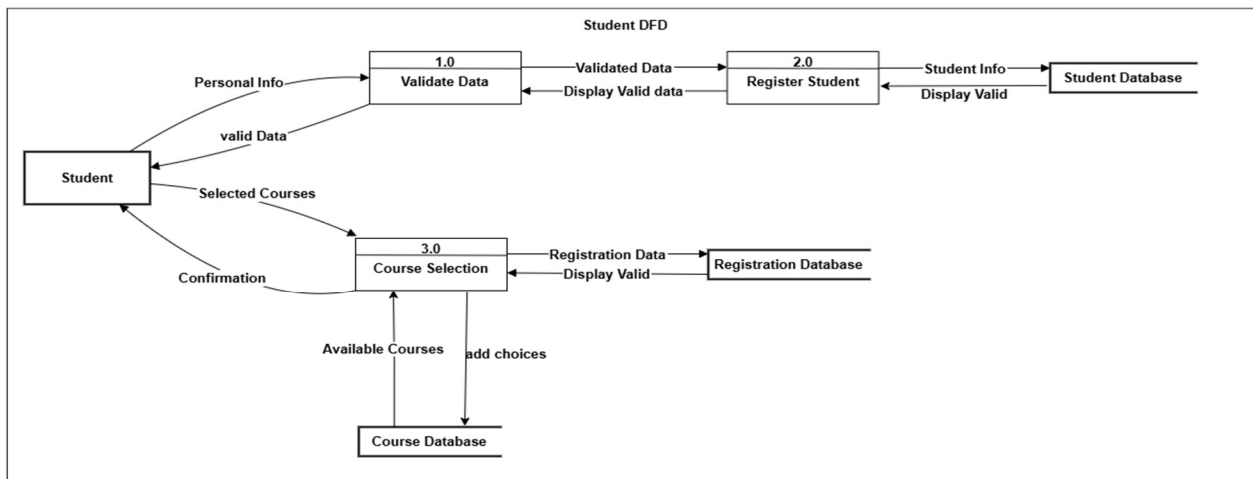 Student DFD
1.0
Validate Data
2.0
Register Student
Student Database
Personal Info
Validated Data
Display Valid data
Student Info
Display Valid
valid Data
Student
Selected Courses
3.0
Course Selection
Registration Data
Display Valid
Registration Database
Confirmation
Available Courses
add choices
Course Database